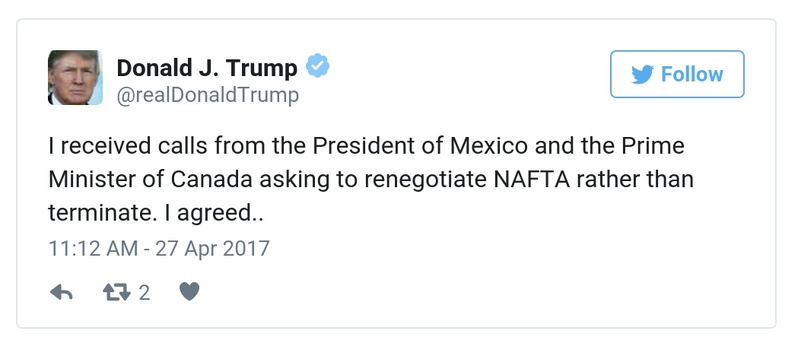 Donald J. Trump
@realDonaldTrump
Follow
I received calls from the President of Mexico and the Prime
Minister of Canada asking to renegotiate NAFTA rather than
terminate. I agreed..
11:12 AM - 27 Apr 2017
2